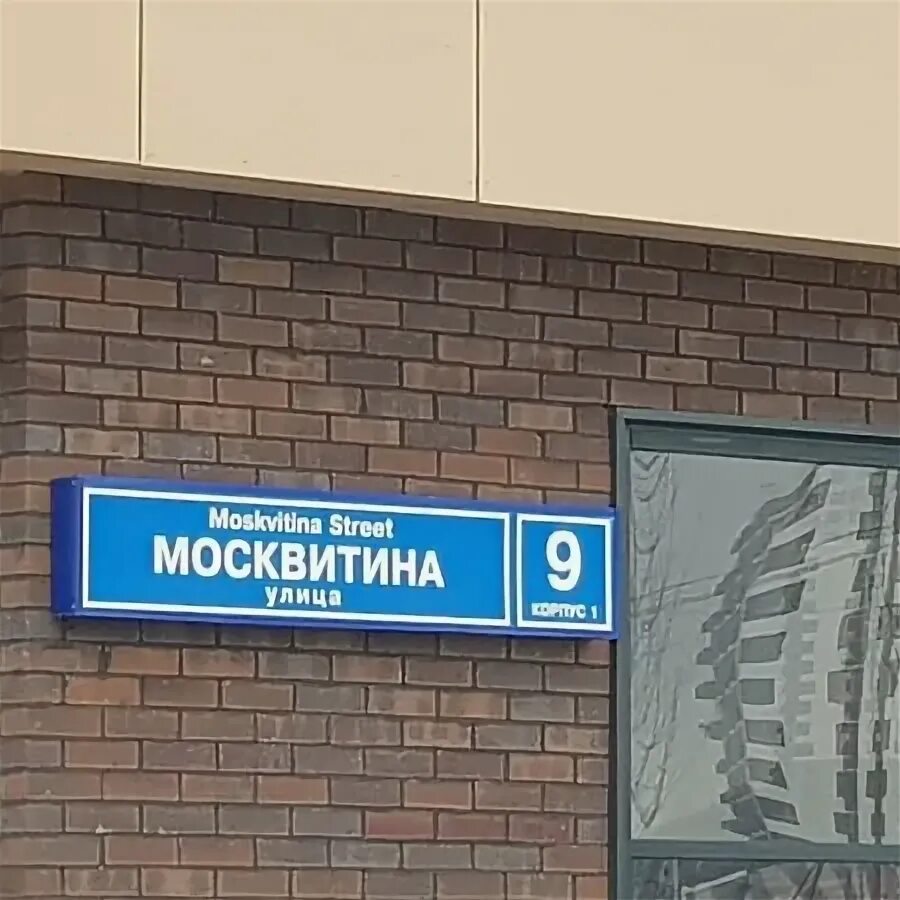 Moskvitina Street
МОСКВИТИНА
улица
9
КОРПУС 1